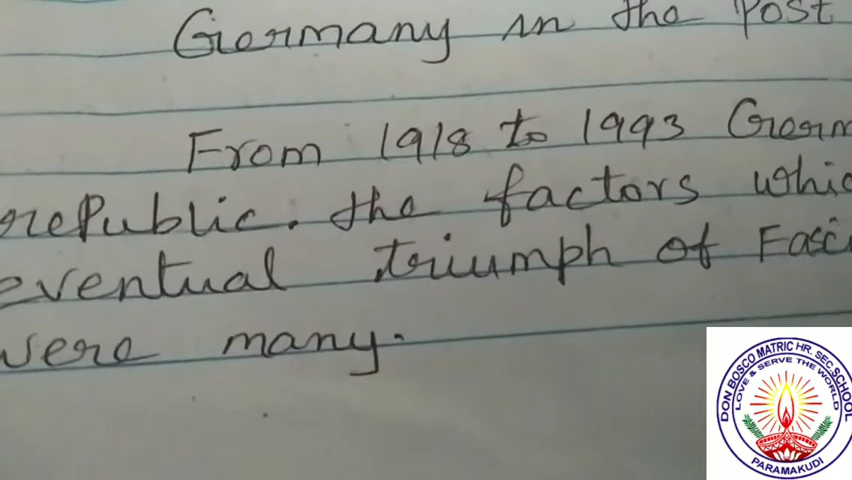 Germany in the Post
From 1918 to 1993 Germ
republic. the factors whic
eventual triumph of Fasci
were many.
DON BOSCO MATRIC HR. SEC. SCHOOL
LOVE & SERVE THE WORLD
PARAMAKUDI